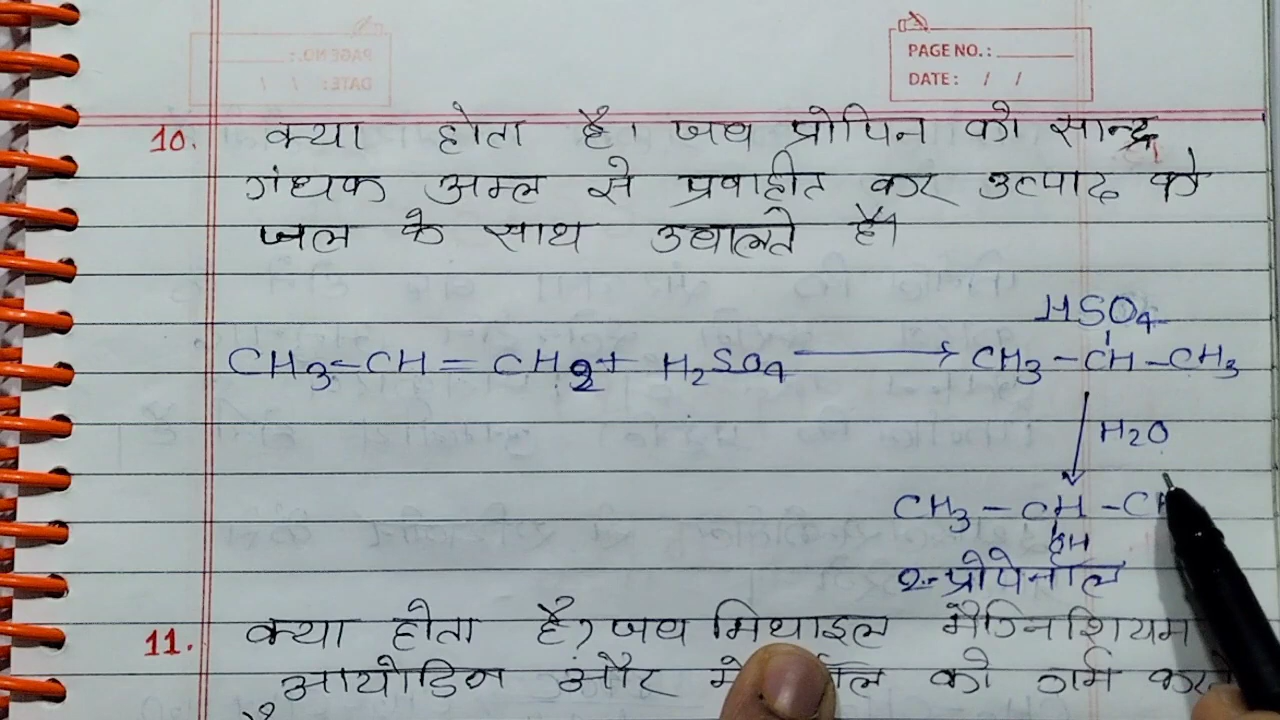 PAGE NO.:
DATE: / /
10. क्या होता है। जब प्रोपिन को सान्द्र
गंधक अम्ल से प्रवाहीत कर उत्पाद को
जल के साथ उबालते है।
HSO4
CH3-CH = CH2+ H2SO4 → CH3 - CH - CH3
H2O
CH3 - CH - CH
OH
2-प्रोपेनॉल
11. क्या होता है? जब मिथाइल मैग्निशियम
आयोडिन और को गर्म